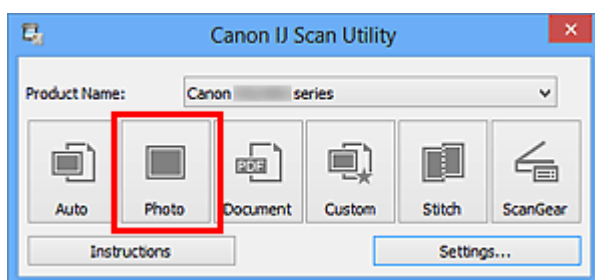 Canon IJ Scan Utility
Product Name: Canon series
Auto Photo Document Custom Stitch ScanGear
PDF
Instructions Settings...